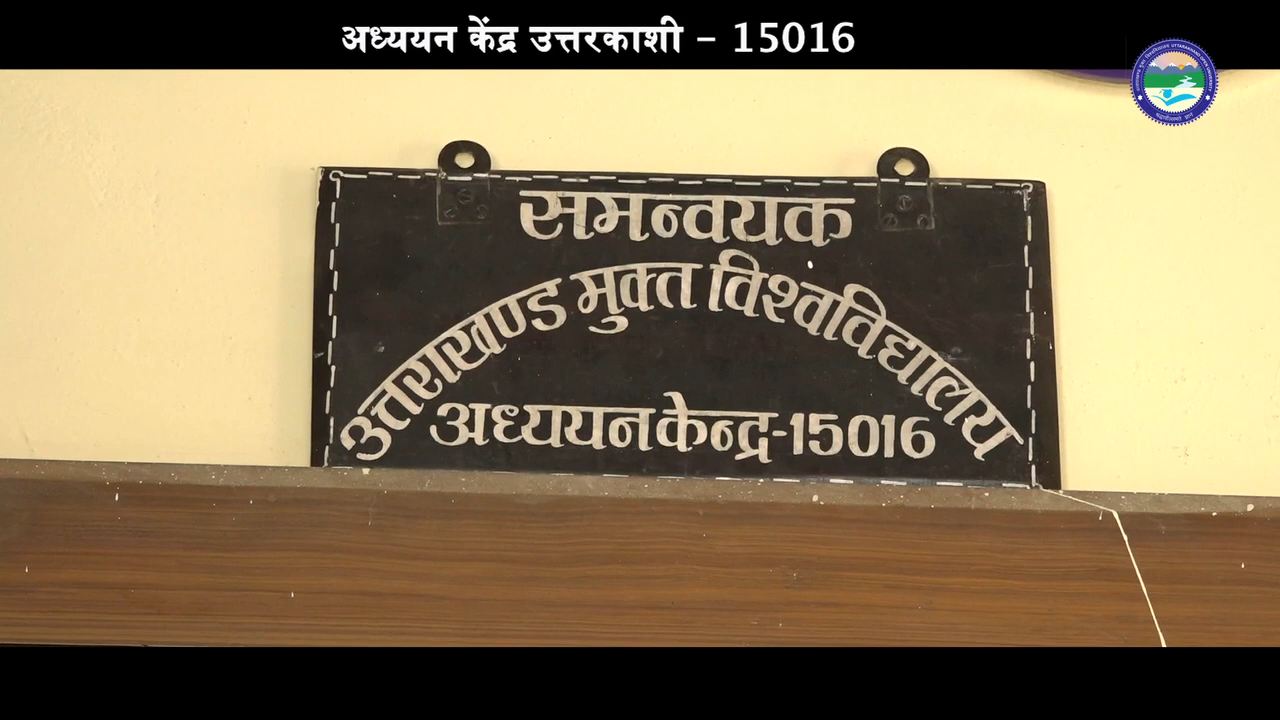 अध्ययन केंद्र उत्तरकाशी - 15016
समन्वयक
उत्तराखण्ड मुक्त विश्वविद्यालय
अध्ययन केन्द्र-15016